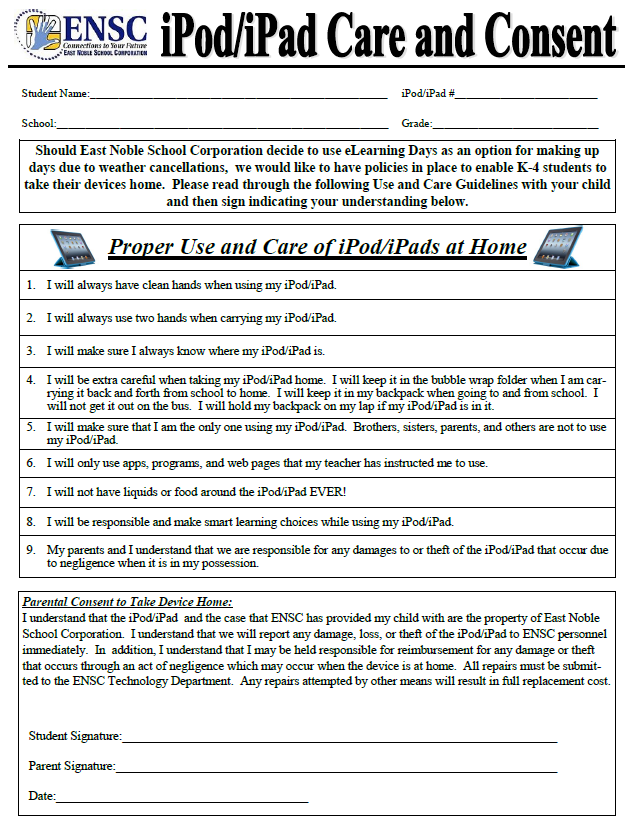 ENSC
Connections to Your Future
EAST NOBLE SCHOOL CORPORATION
iPod/iPad Care and Consent
Student Name:__________ iPod/iPad #__________
School:__________ Grade:__________
Should East Noble School Corporation decide to use eLearning Days as an option for making up
days due to weather cancellations, we would like to have policies in place to enable K-4 students to
take their devices home. Please read through the following Use and Care Guidelines with your child
and then sign indicating your understanding below.
Proper Use and Care of iPod/iPads at Home
1. I will always have clean hands when using my iPod/iPad.
2. I will always use two hands when carrying my iPod/iPad.
3. I will make sure I always know where my iPod/iPad is.
4. I will be extra careful when taking my iPod/iPad home. I will keep it in the bubble wrap folder when I am car-
rying it back and forth from school to home. I will keep it in my backpack when going to and from school. I
will not get it out on the bus. I will hold my backpack on my lap if my iPod/iPad is in it.
5. I will make sure that I am the only one using my iPod/iPad. Brothers, sisters, parents, and others are not to use
my iPod/iPad.
6. I will only use apps, programs, and web pages that my teacher has instructed me to use.
7. I will not have liquids or food around the iPod/iPad EVER!
8. I will be responsible and make smart learning choices while using my iPod/iPad.
9. My parents and I understand that we are responsible for any damages to or theft of the iPod/iPad that occur due
to negligence when it is in my possession.
Parental Consent to Take Device Home:
I understand that the iPod/iPad and the case that ENSC has provided my child with are the property of East Noble
School Corporation. I understand that we will report any damage, loss, or theft of the iPod/iPad to ENSC personnel
immediately. In addition, I understand that I may be held responsible for reimbursement for any damage or theft
that occurs through an act of negligence which may occur when the device is at home. All repairs must be submit-
ted to the ENSC Technology Department. Any repairs attempted by other means will result in full replacement cost.
Student Signature:__________
Parent Signature:__________
Date:__________